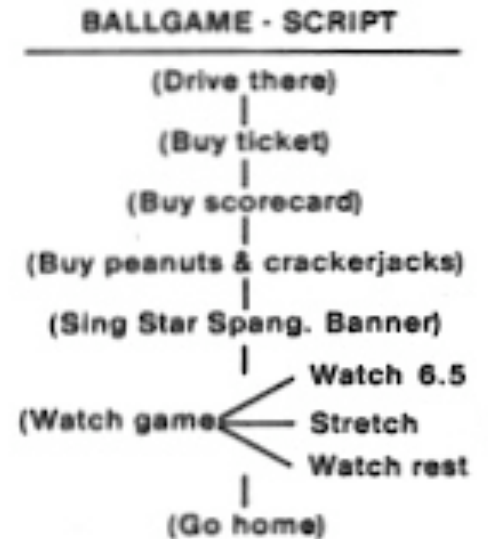 BALLGAME - SCRIPT
(Drive there)
(Buy ticket)
(Buy scorecard)
(Buy peanuts & crackerjacks)
(Sing Star Spang. Banner)
Watch 6.5
(Watch game
Stretch
Watch rest
(Go home)